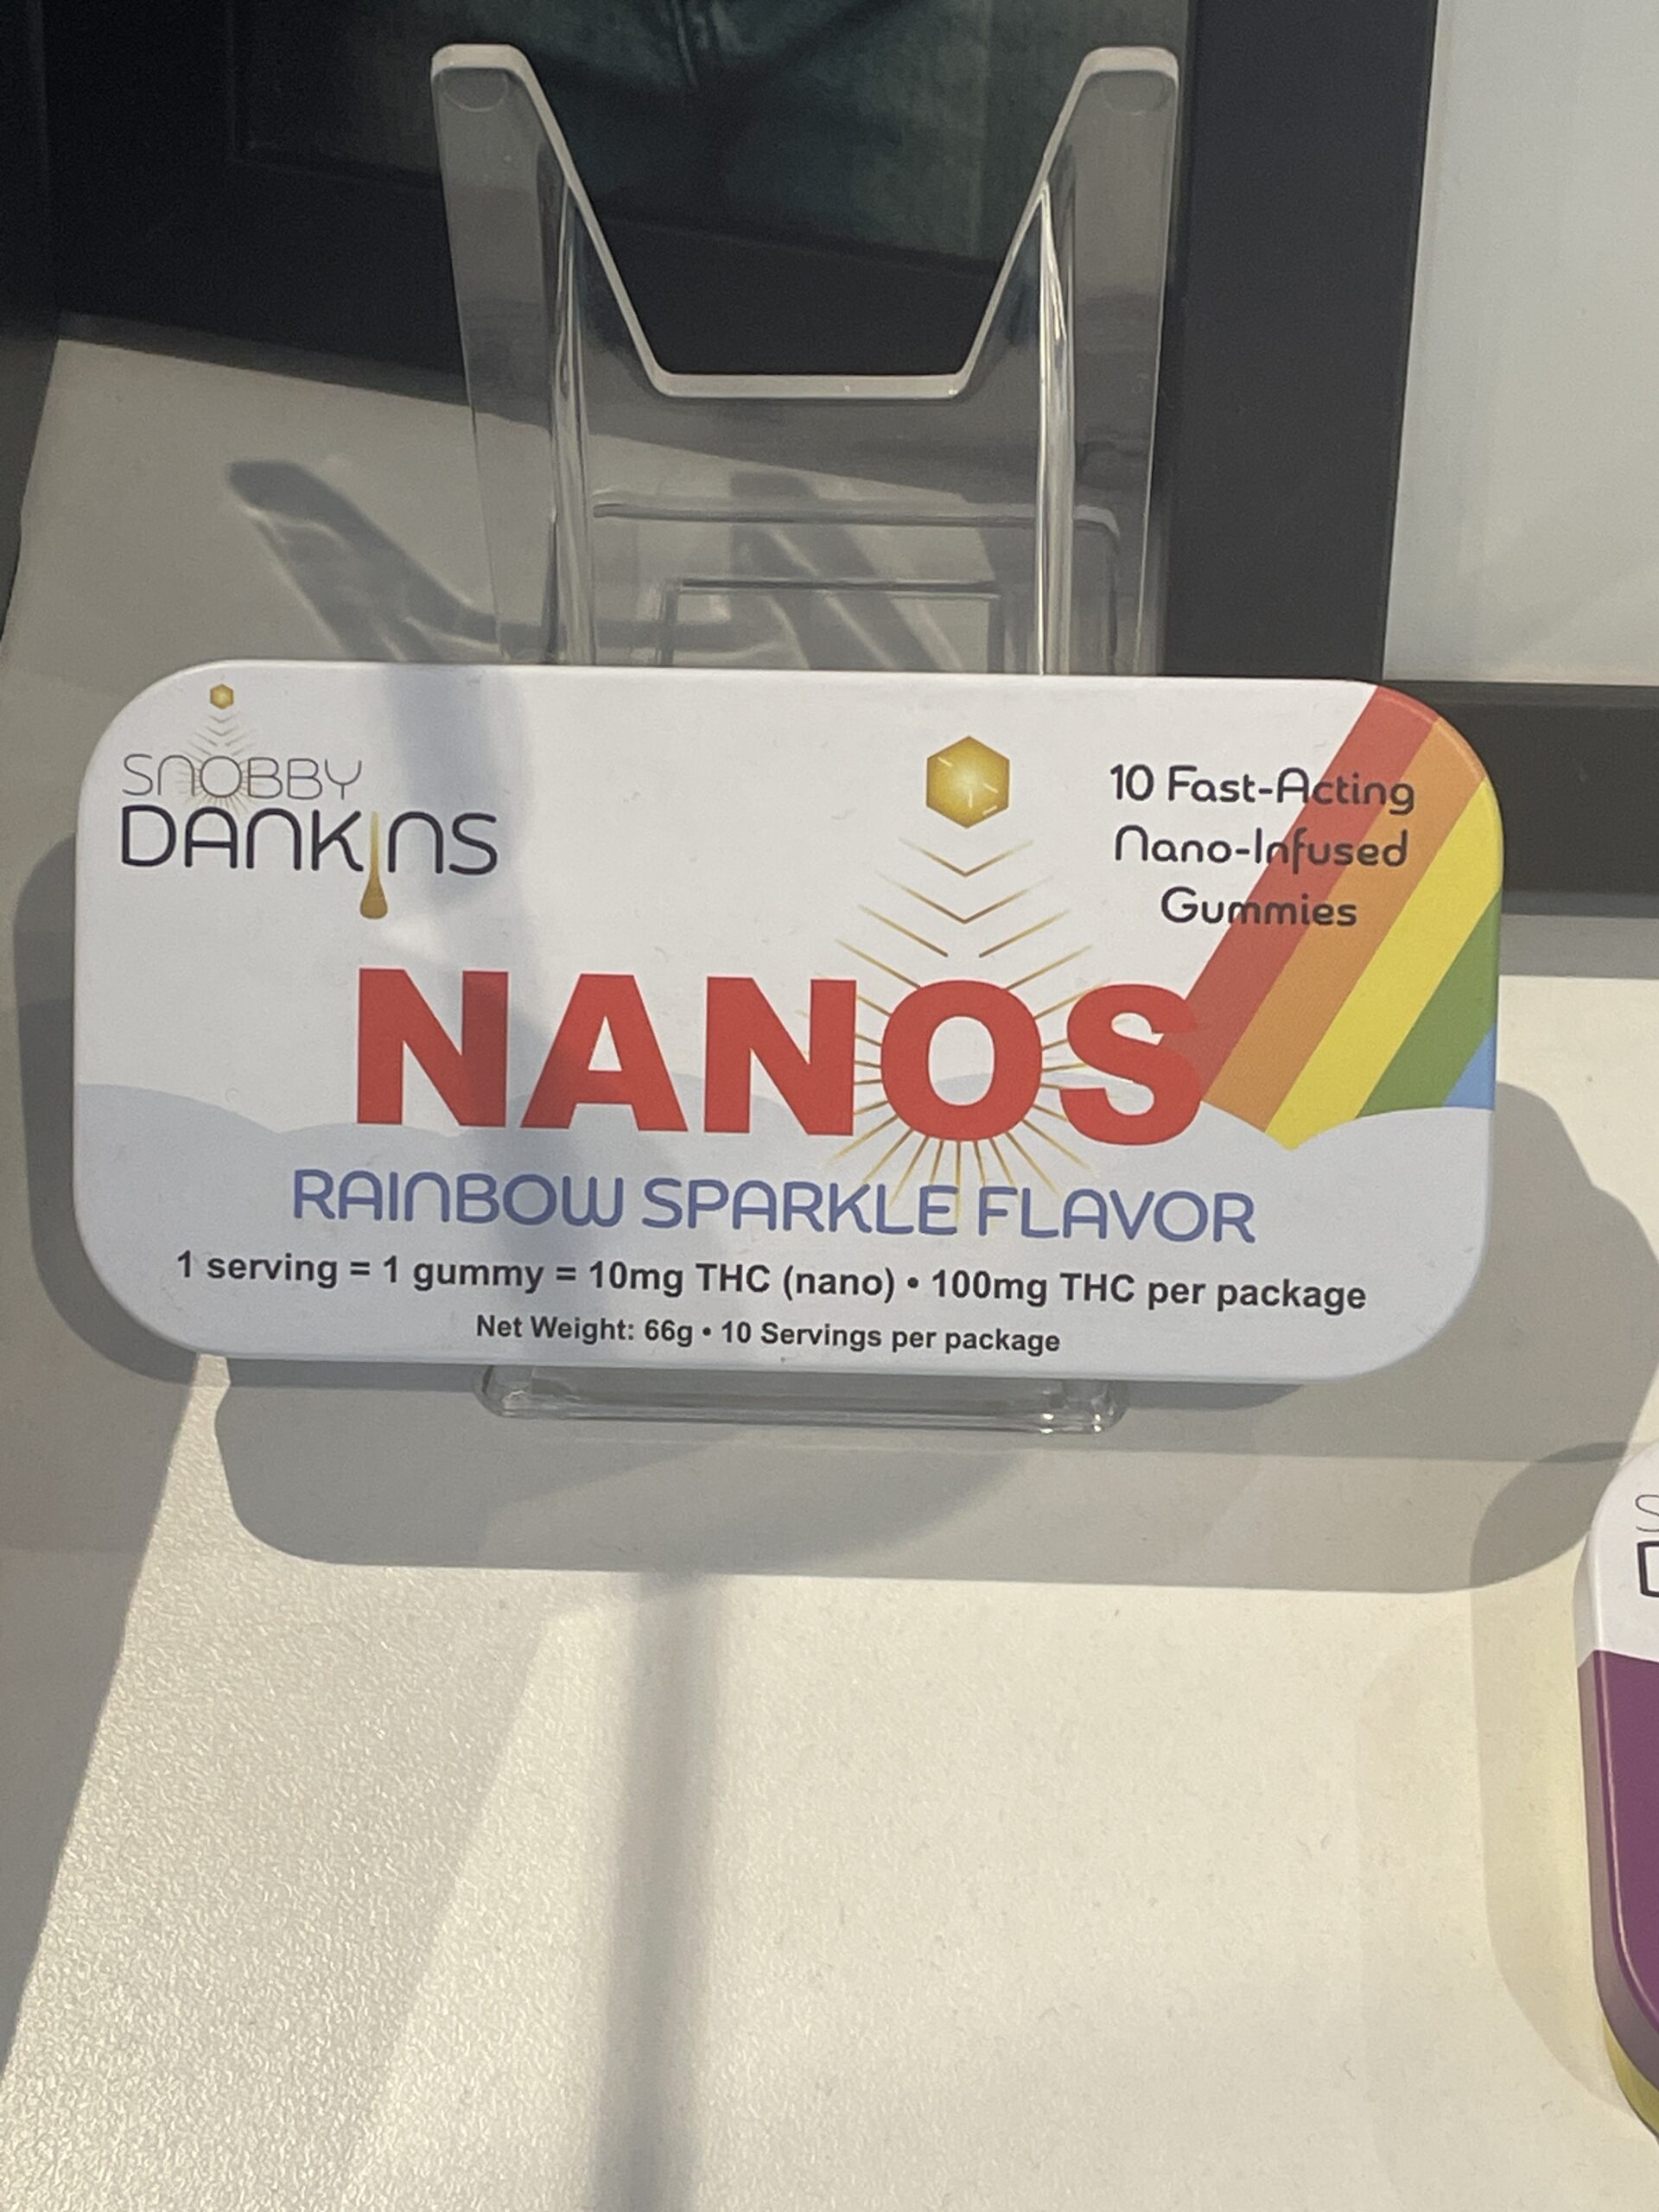 SNOBBY
DANKINS
10 Fast-Acting
Nano-Infused
Gummies
NANOS
RAINBOW SPARKLE FLAVOR
1 serving = 1 gummy = 10mg THC (nano) • 100mg THC per package
Net Weight: 66g • 10 Servings per package